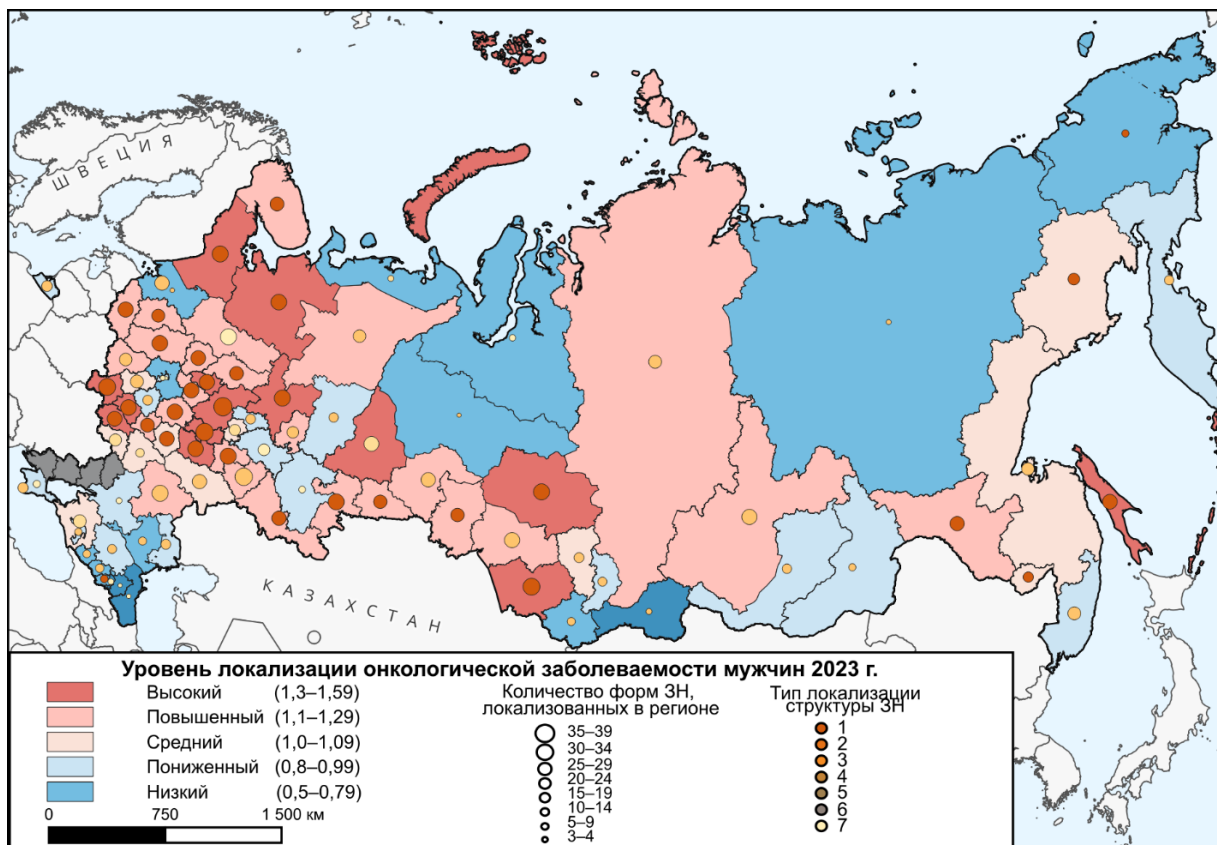 ШВЕЦИЯ
КАЗАХСТАН
Уровень локализации онкологической заболеваемости мужчин 2023 г.
Высокий (1,3–1,59)
Повышенный (1,1–1,29)
Средний (1,0–1,09)
Пониженный (0,8–0,99)
Низкий (0,5–0,79)
0 750 1 500 км
Количество форм ЗН,
локализованных в регионе
35–39
30–34
25–29
20–24
15–19
10–14
5–9
3–4
Тип локализации
структуры ЗН
1
2
3
4
5
6
7